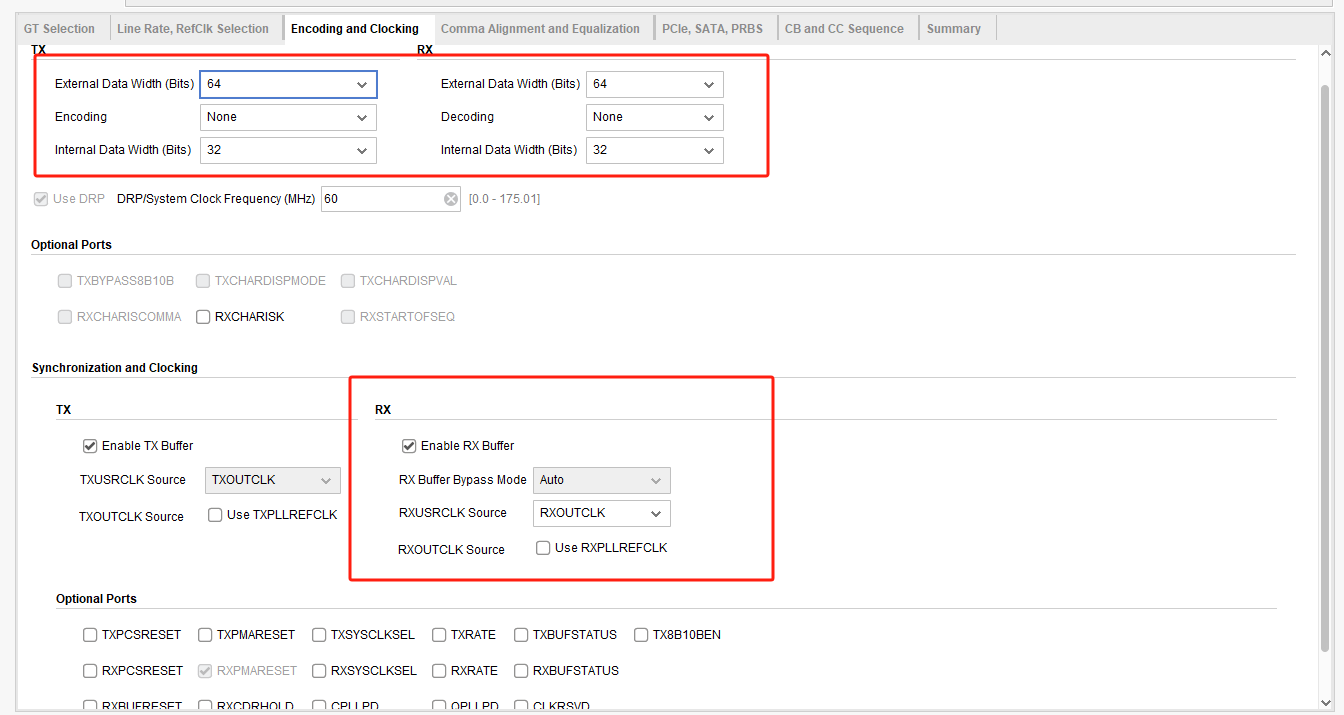 GT Selection Line Rate, RefClk Selection Encoding and Clocking Comma Alignment and Equalization PCIe, SATA, PRBS CB and CC Sequence Summary
TX RX
External Data Width (Bits) 64 External Data Width (Bits) 64
Encoding None Decoding None
Internal Data Width (Bits) 32 Internal Data Width (Bits) 32
Use DRP DRP/System Clock Frequency (MHz) 60 [0.0 - 175.01]
Optional Ports
TXBYPASS8B10B TXCHARDISPMODE TXCHARDISPVAL
RXCHARISCOMMA RXCHARISK RXSTARTOFSEQ
Synchronization and Clocking
TX RX
Enable TX Buffer Enable RX Buffer
TXUSRCLK Source TXOUTCLK RX Buffer Bypass Mode Auto
RXUSRCLK Source RXOUTCLK
TXOUTCLK Source Use TXPLLREFCLK
RXOUTCLK Source Use RXPLLREFCLK
Optional Ports
TXPCSRESET TXPMARESET TXSYSCLKSEL TXRATE TXBUFSTATUS TX8B10BEN
RXPCSRESET RXPMARESET RXSYSCLKSEL RXRATE RXBUFSTATUS
RXBUFRESET RXCDRHOLD CPLLPD QPLLPD CLKRSVD